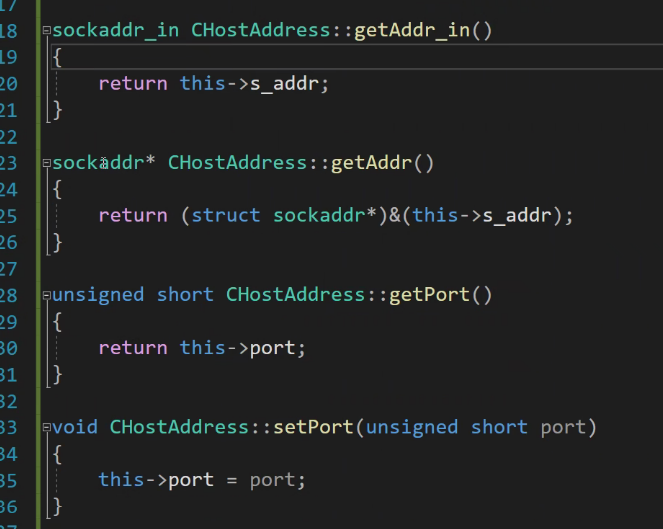 17
18 sockaddr_in CHostAddress::getAddr_in()
19 {
20     return this->s_addr;
21 }
22
23 sockaddr* CHostAddress::getAddr()
24 {
25     return (struct sockaddr*)&(this->s_addr);
26 }
27
28 unsigned short CHostAddress::getPort()
29 {
30     return this->port;
31 }
32
33 void CHostAddress::setPort(unsigned short port)
34 {
35     this->port = port;
36 }